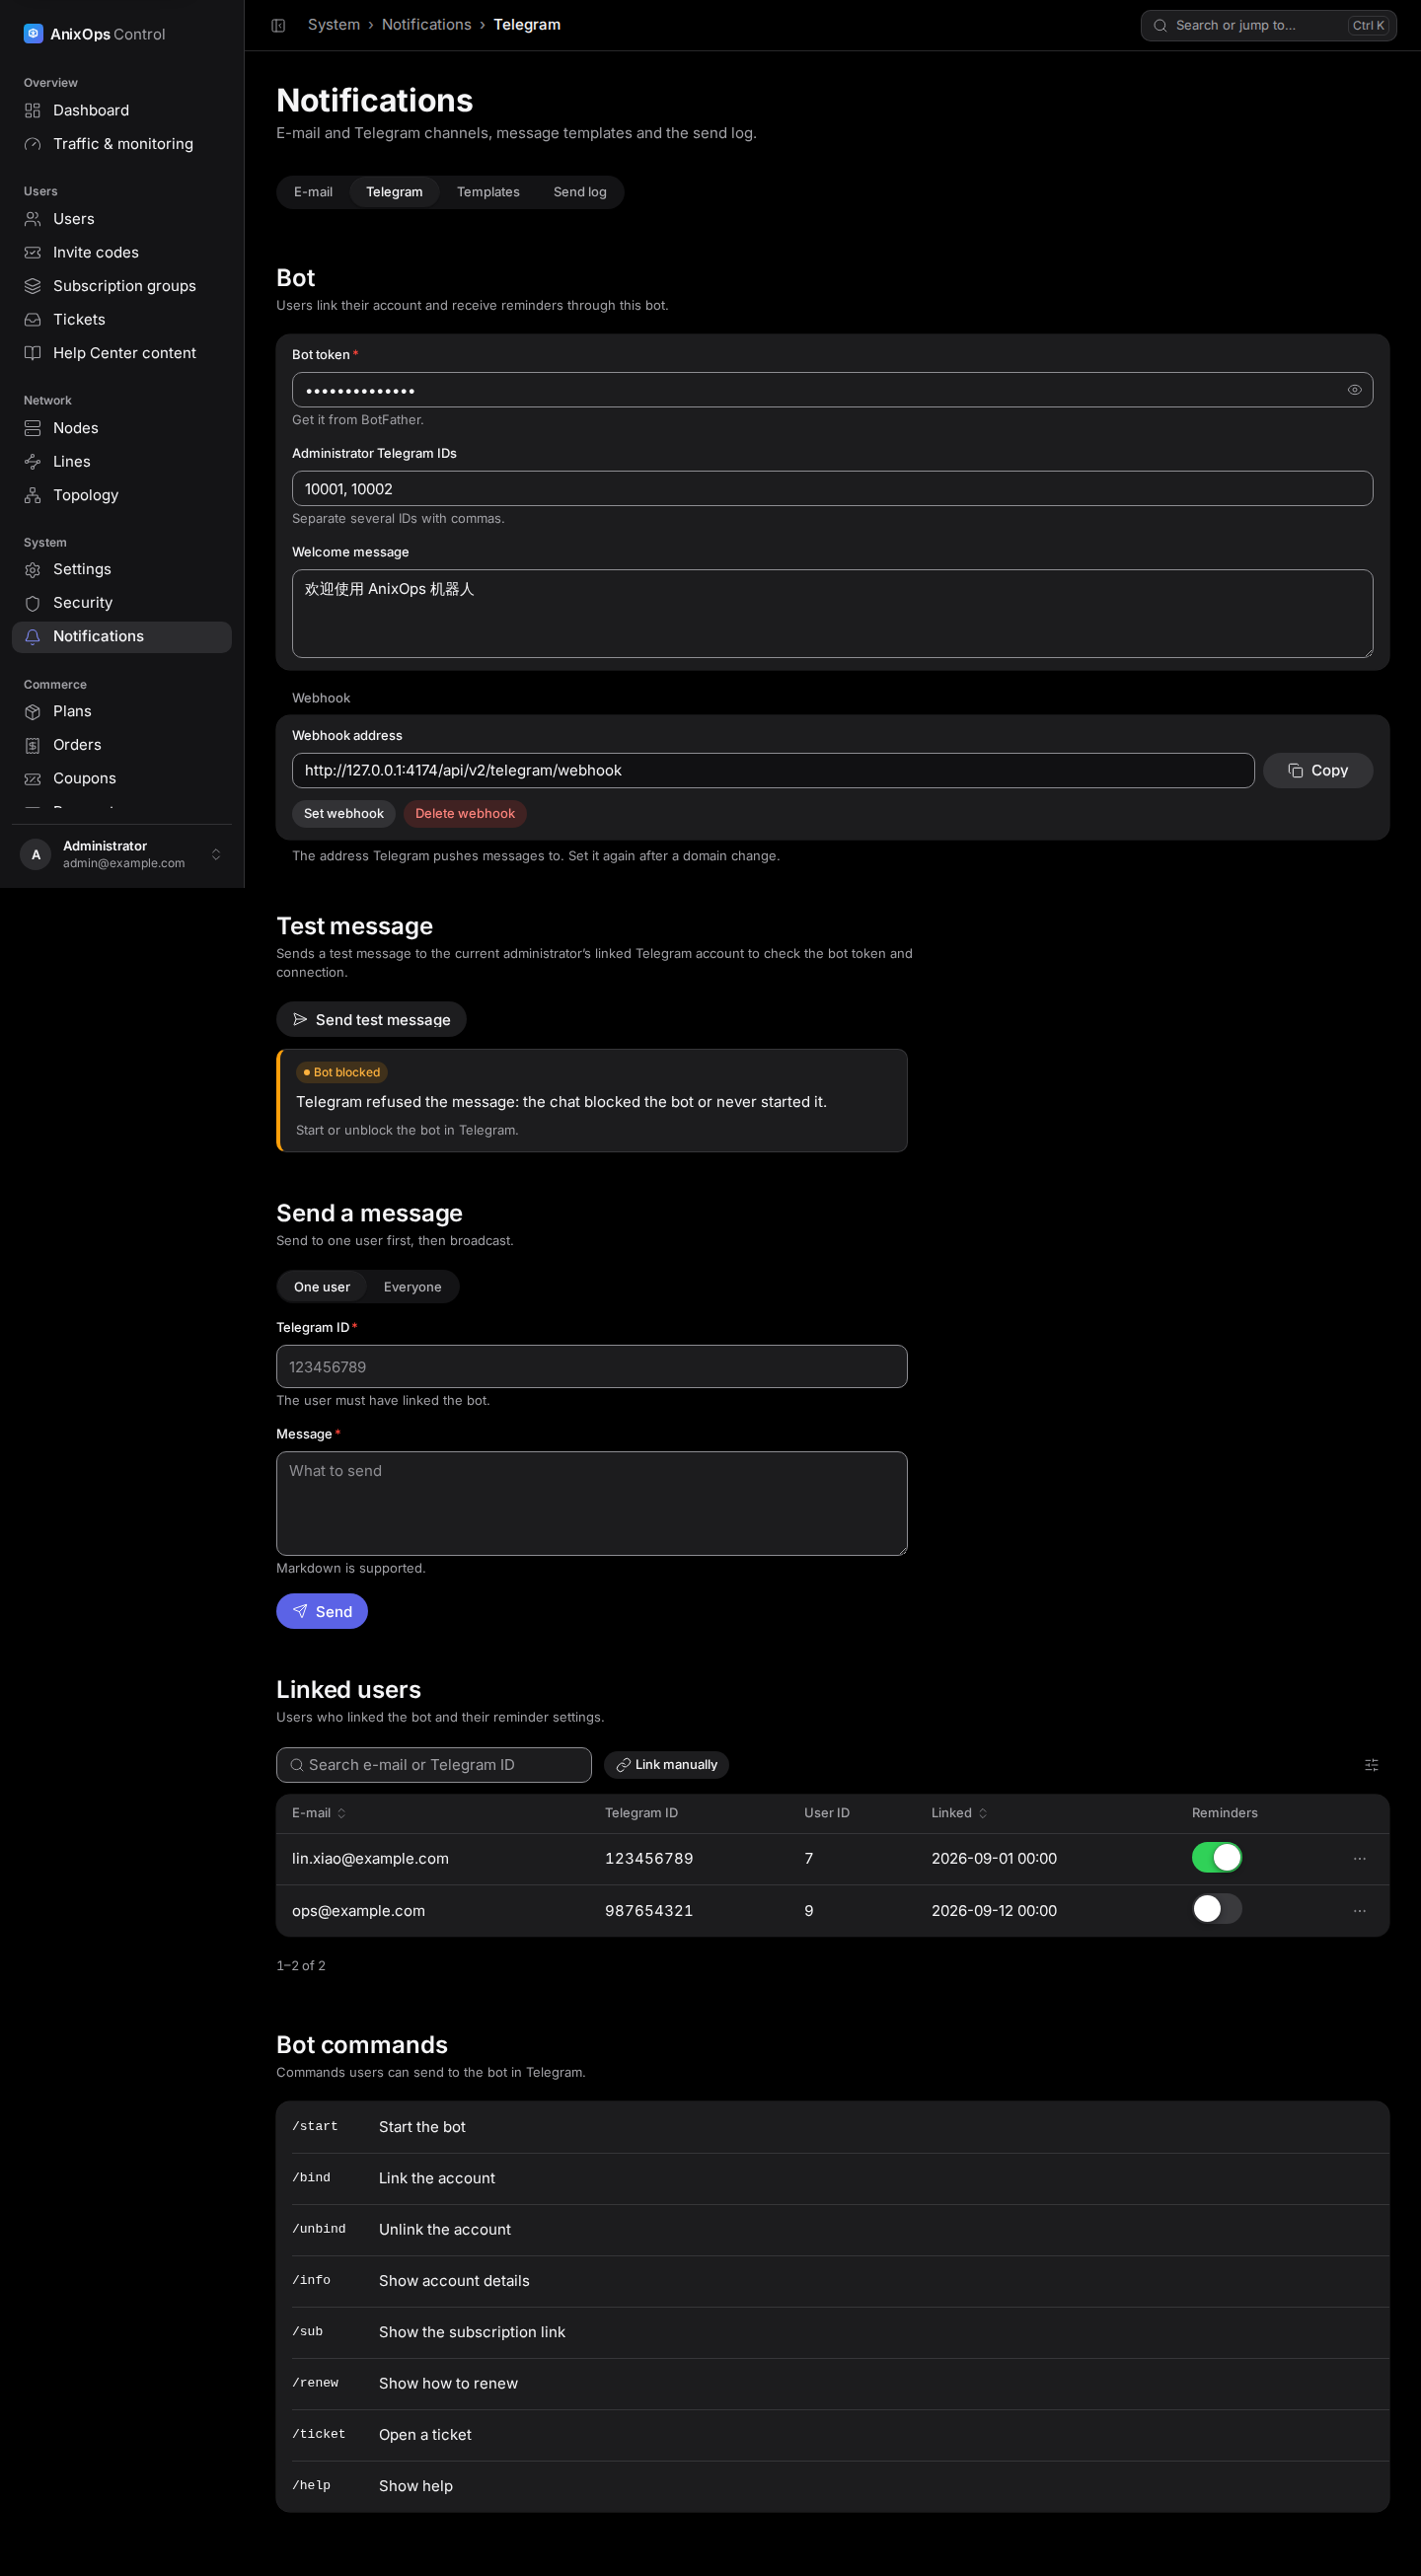 AnixOps Control
Overview
Dashboard
Traffic & monitoring
Users
Users
Invite codes
Subscription groups
Tickets
Help Center content
Network
Nodes
Lines
Topology
System
Settings
Security
Notifications
Commerce
Plans
Orders
Coupons
A
Administrator
admin@example.com
System › Notifications › Telegram
Search or jump to...
Ctrl K
Notifications
E-mail and Telegram channels, message templates and the send log.
E-mail
Telegram
Templates
Send log
Bot
Users link their account and receive reminders through this bot.
Bot token *
••••••••••••••
Get it from BotFather.
Administrator Telegram IDs
10001, 10002
Separate several IDs with commas.
Welcome message
欢迎使用 AnixOps 机器人
Webhook
Webhook address
http://127.0.0.1:4174/api/v2/telegram/webhook
Copy
Set webhook
Delete webhook
The address Telegram pushes messages to. Set it again after a domain change.
Test message
Sends a test message to the current administrator’s linked Telegram account to check the bot token and
connection.
Send test message
Bot blocked
Telegram refused the message: the chat blocked the bot or never started it.
Start or unblock the bot in Telegram.
Send a message
Send to one user first, then broadcast.
One user
Everyone
Telegram ID *
123456789
The user must have linked the bot.
Message *
What to send
Markdown is supported.
Send
Linked users
Users who linked the bot and their reminder settings.
Search e-mail or Telegram ID
Link manually
E-mail Telegram ID User ID Linked Reminders
lin.xiao@example.com 123456789 7 2026-09-01 00:00
ops@example.com 987654321 9 2026-09-12 00:00
1–2 of 2
Bot commands
Commands users can send to the bot in Telegram.
/start Start the bot
/bind Link the account
/unbind Unlink the account
/info Show account details
/sub Show the subscription link
/renew Show how to renew
/ticket Open a ticket
/help Show help